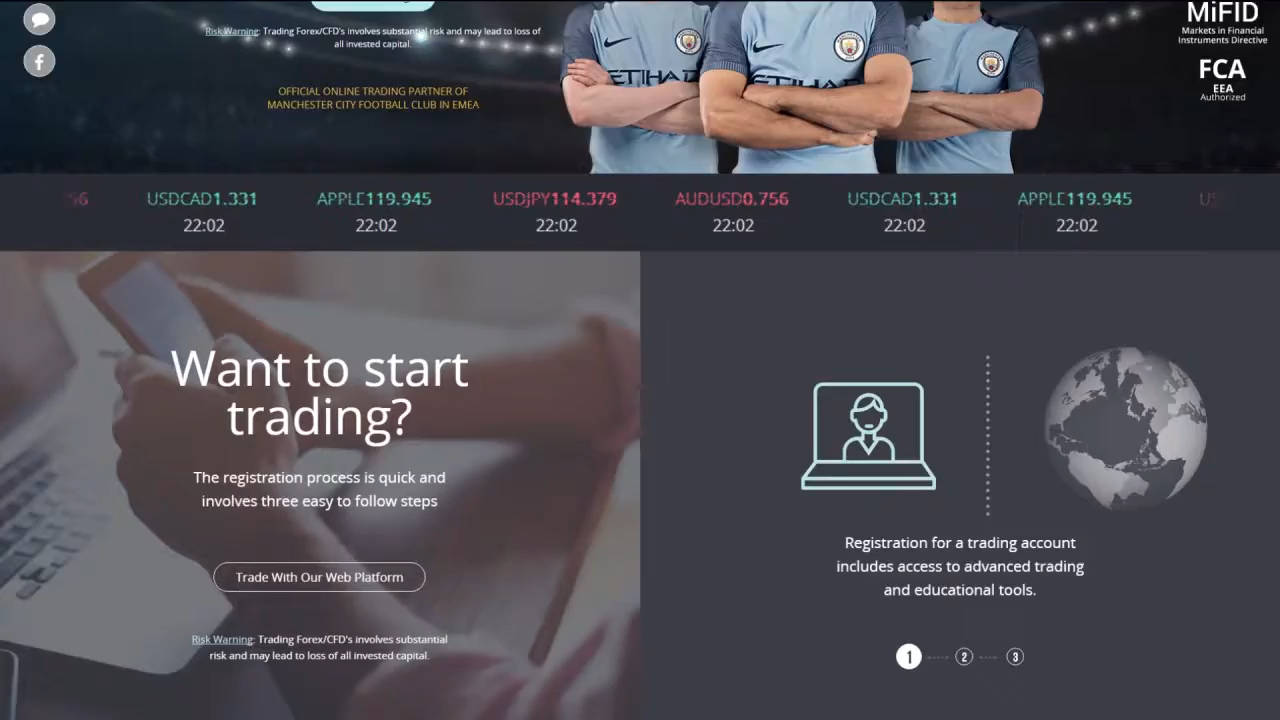 Risk Warning: Trading Forex/CFD's involves substantial risk and may lead to loss of
all invested capital.
OFFICIAL ONLINE TRADING PARTNER OF
MANCHESTER CITY FOOTBALL CLUB IN EMEA
ETIHAD
ETIHAD
MiFID
Markets in Financial
Instruments Directive
FCA
EEA
Authorized
USDCAD1.331
APPLE119.945
USDJPY114.379
AUDUSD0.756
USDCAD1.331
APPLE119.945
22:02
22:02
22:02
22:02
22:02
22:02
Want to start
trading?
The registration process is quick and
involves three easy to follow steps
Trade With Our Web Platform
Risk Warning: Trading Forex/CFD's involves substantial
risk and may lead to loss of all invested capital.
Registration for a trading account
includes access to advanced trading
and educational tools.
1 2 3